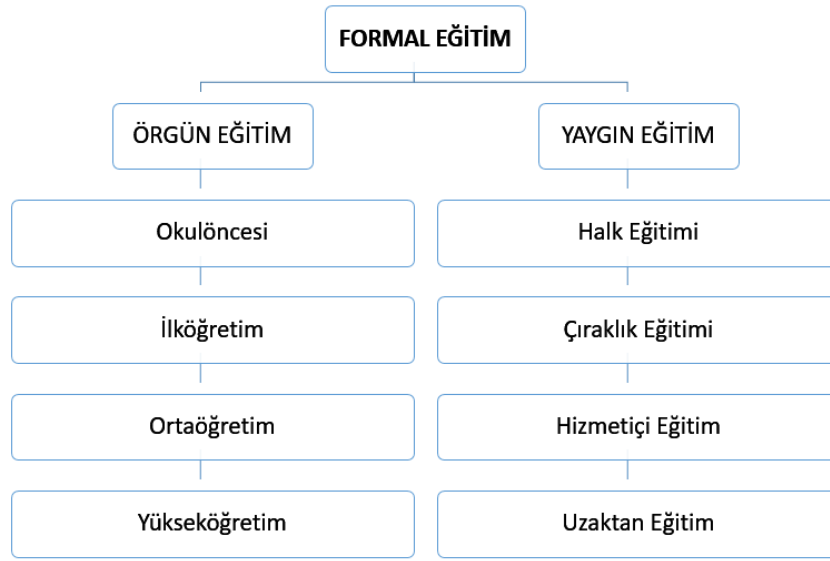 FORMAL EĞİTİM
ÖRGÜN EĞİTİM
Okulöncesi
İlköğretim
Ortaöğretim
Yükseköğretim
YAYGIN EĞİTİM
Halk Eğitimi
Çıraklık Eğitimi
Hizmetiçi Eğitim
Uzaktan Eğitim